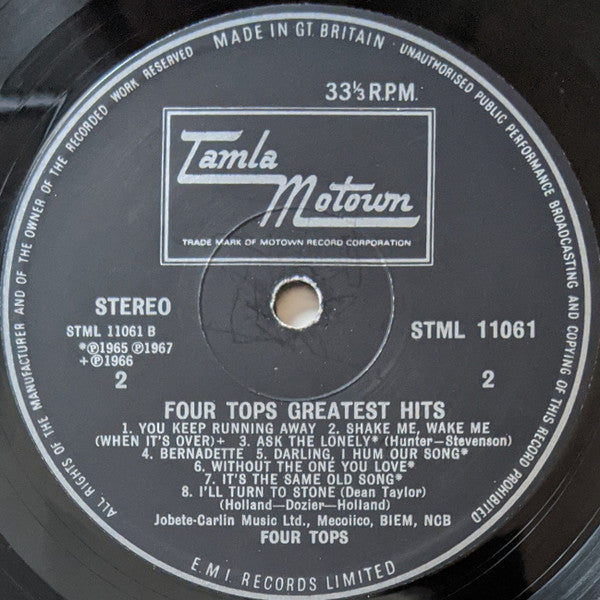 MADE IN GT. BRITAIN · UNAUTHORISED PUBLIC PERFORMANCE BROADCASTING AND COPYING OF THIS RECORD PROHIBITED
ALL RIGHTS OF THE MANUFACTURER AND OF THE OWNER OF THE RECORDED WORK RESERVED ·
33⅓ R.P.M.
Tamla
Motown
TRADE MARK OF MOTOWN RECORD CORPORATION
STEREO
STML 11061 B
*℗1965 ℗1967
+℗1966
2
STML 11061
2
FOUR TOPS GREATEST HITS
1. YOU KEEP RUNNING AWAY 2. SHAKE ME, WAKE ME
(WHEN IT'S OVER)+ 3. ASK THE LONELY* (Hunter–Stevenson)
4. BERNADETTE 5. DARLING, I HUM OUR SONG*
6. WITHOUT THE ONE YOU LOVE*
7. IT'S THE SAME OLD SONG*
8. I'LL TURN TO STONE (Dean Taylor)
(Holland—Dozier—Holland)
Jobete-Carlin Music Ltd., Mecolico, BIEM, NCB
FOUR TOPS
E.M.I. RECORDS LIMITED